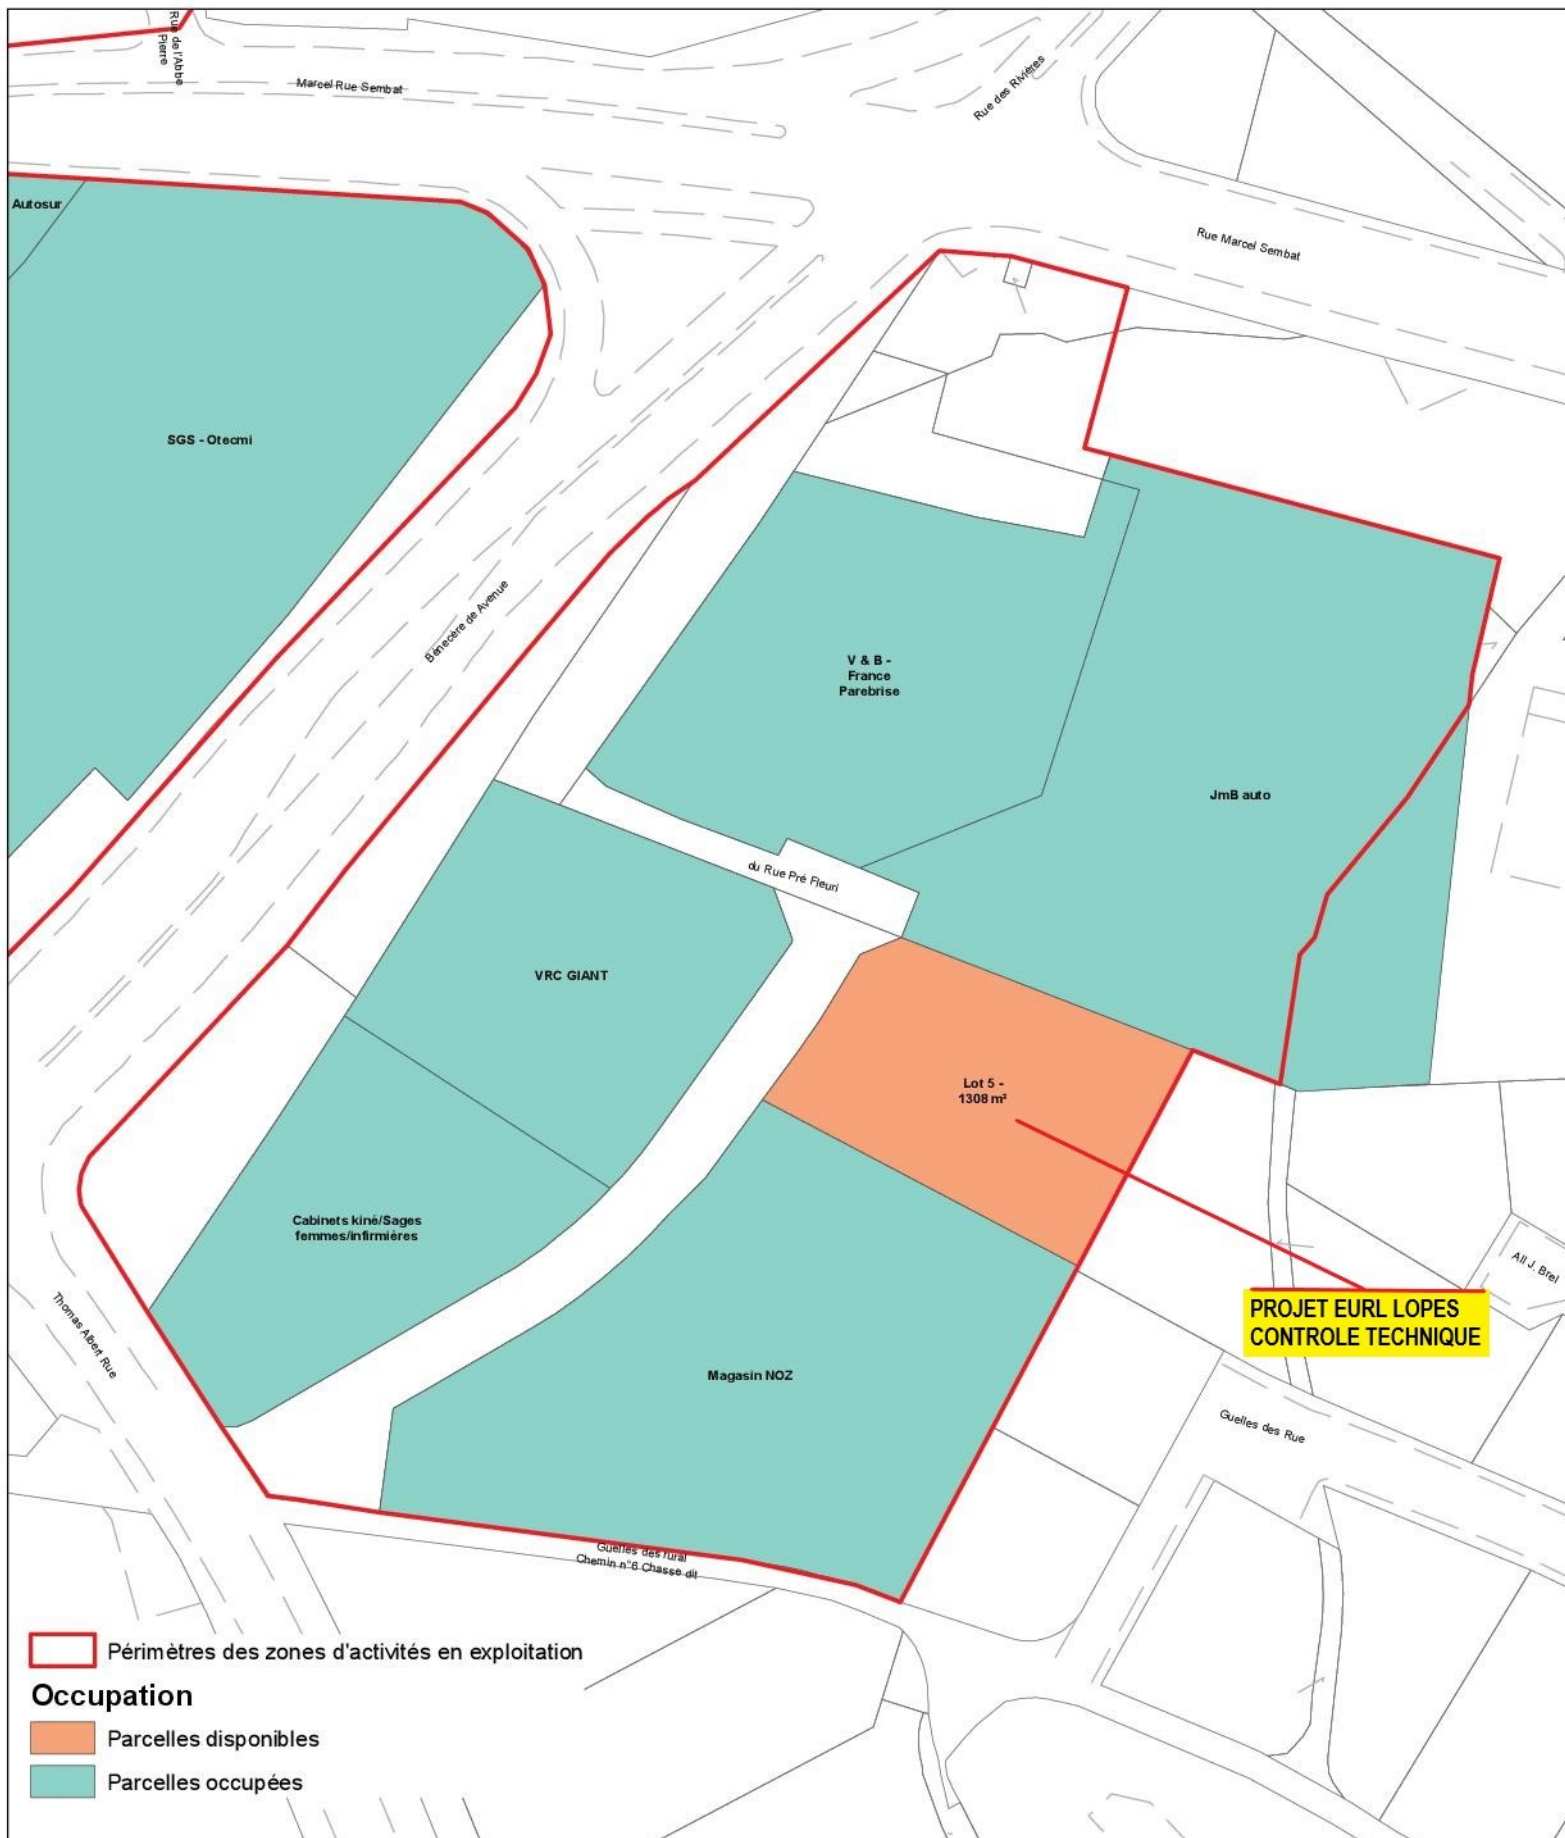 Rue de l'Abbe
Pierre
Marcel Rue Sembat
Rue des Rivières
Autosur
Rue Marcel Sembat
SGS - Otecmi
Bénecère de Avenue
V & B -
France
Parebrise
JmB auto
du Rue Pré Fleuri
VRC GIANT
Lot 5 -
1308 m²
Cabinets kiné/Sages
femmes/infirmières
All J. Brel
PROJET EURL LOPES
CONTROLE TECHNIQUE
Thomas Albert Rue
Magasin NOZ
Guelles des Rue
Guelles des rural
Chemin n°6 Chasse dit
Périmètres des zones d'activités en exploitation
Occupation
Parcelles disponibles
Parcelles occupées